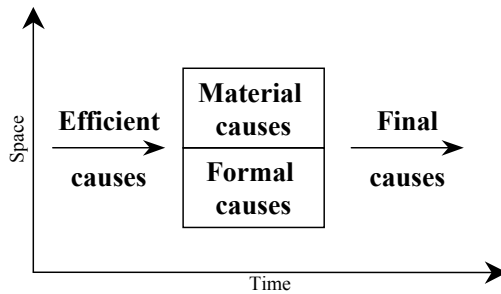 Space
Efficient
causes
Material
causes
Formal
causes
Final
causes
Time